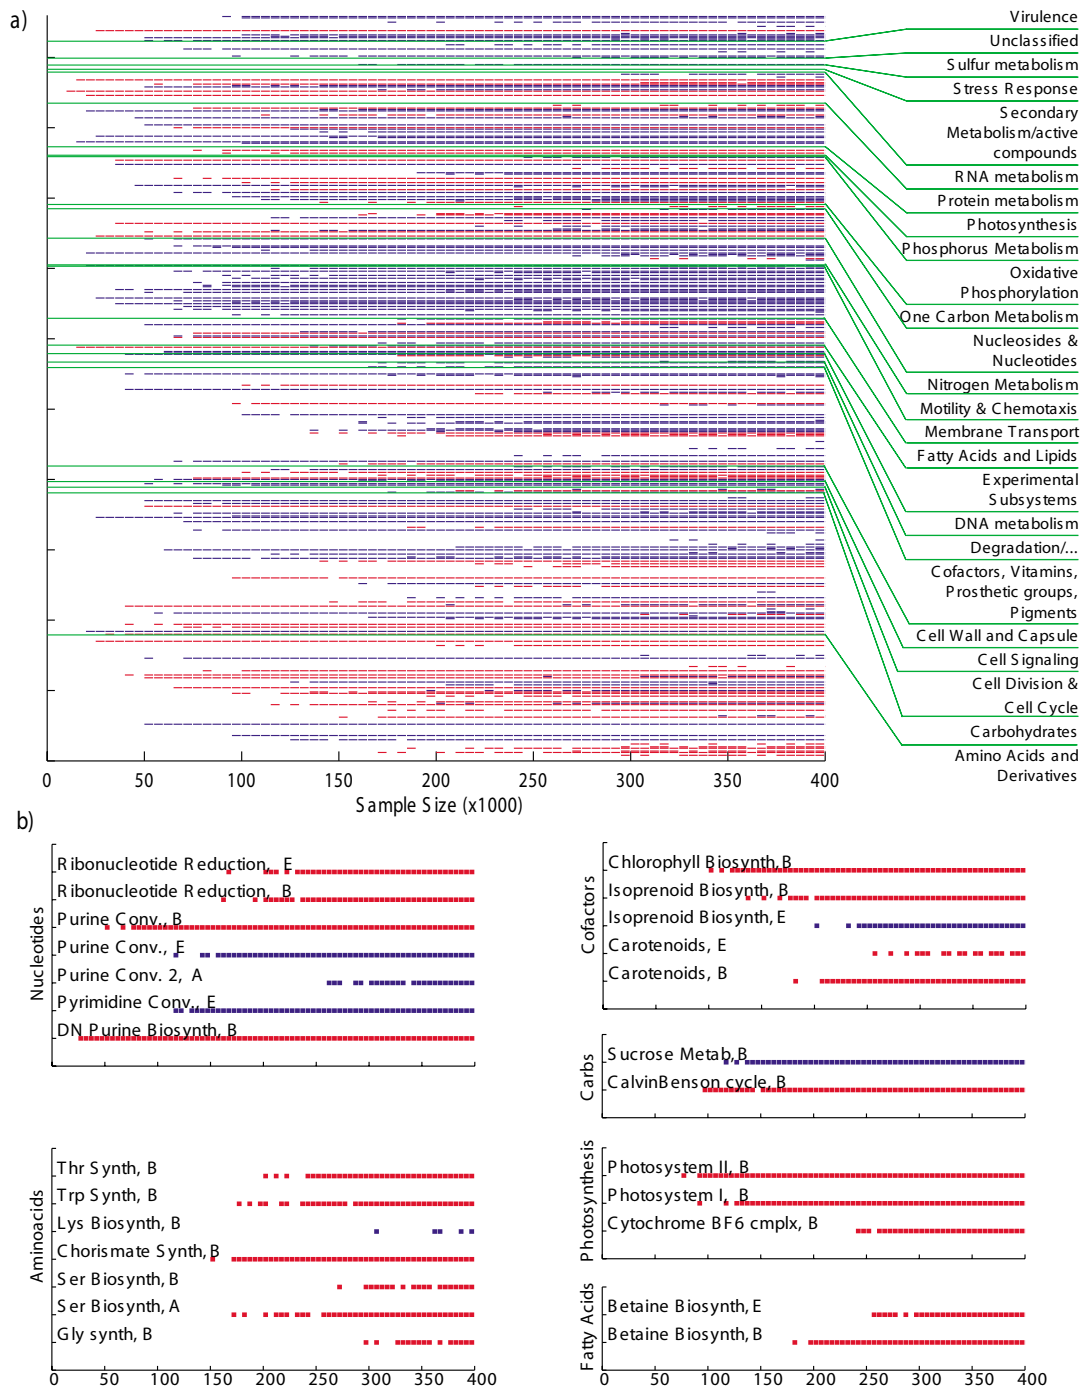 a)
Virulence
Unclassified
Sulfur metabolism
Stress Response
Secondary
Metabolism/active
compounds
RNA metabolism
Protein metabolism
Photosynthesis
Phosphorus Metabolism
Oxidative
Phosphorylation
One Carbon Metabolism
Nucleosides &
Nucleotides
Nitrogen Metabolism
Motility & Chemotaxis
Membrane Transport
Fatty Acids and Lipids
Experimental
Subsystems
DNA metabolism
Degradation/...
Cofactors, Vitamins,
Prosthetic groups,
Pigments
Cell Wall and Capsule
Cell Signaling
Cell Division &
Cell Cycle
Carbohydrates
Amino Acids and
Derivatives
0 50 100 150 200 250 300 350 400
Sample Size (x1000)
b)
Nucleotides
Ribonucleotide Reduction, E
Ribonucleotide Reduction, B
Purine Conv., B
Purine Conv., E
Purine Conv. 2, A
Pyrimidine Conv., E
DN Purine Biosynth, B
Cofactors
Chlorophyll Biosynth, B
Isoprenoid Biosynth, B
Isoprenoid Biosynth, E
Carotenoids, E
Carotenoids, B
Carbs
Sucrose Metab, B
CalvinBenson cycle, B
Aminoacids
Thr Synth, B
Trp Synth, B
Lys Biosynth, B
Chorismate Synth, B
Ser Biosynth, B
Ser Biosynth, A
Gly synth, B
0 50 100 150 200 250 300 350 400
Photosynthesis
Photosystem II, B
Photosystem I, B
Cytochrome BF6 cmplx, B
Fatty Acids
Betaine Biosynth, E
Betaine Biosynth, B
0 50 100 150 200 250 300 350 400